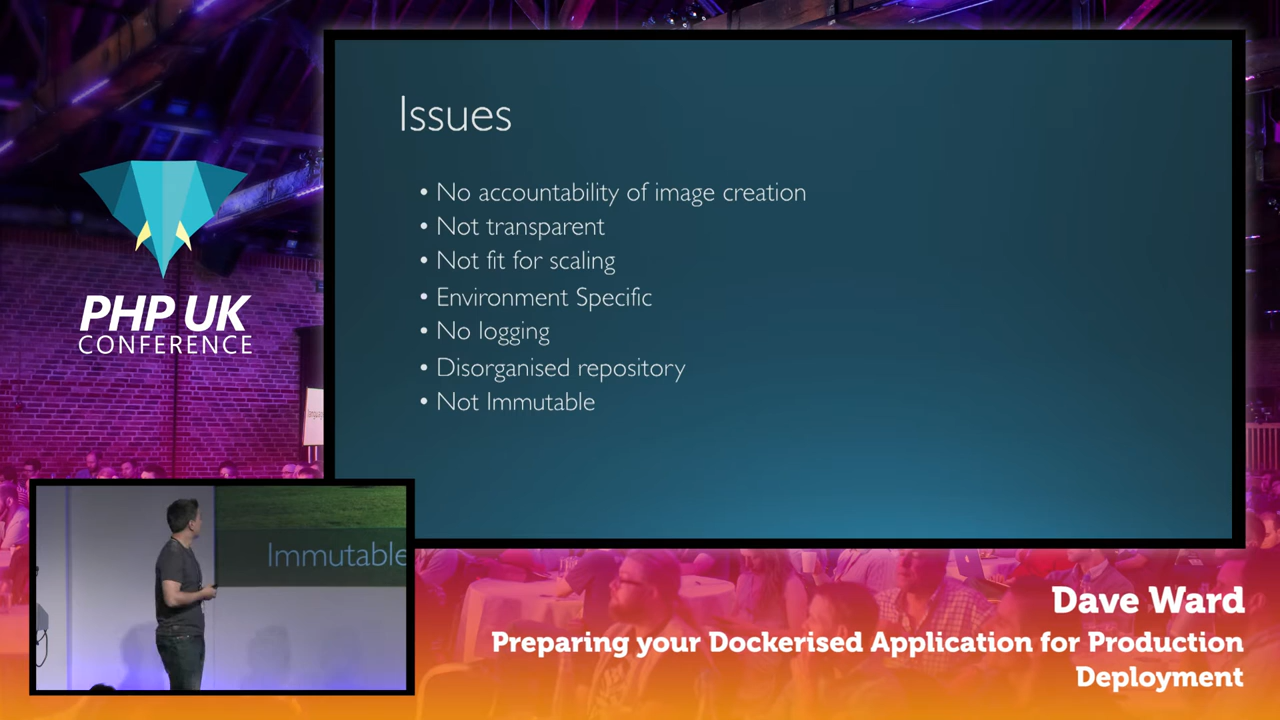 PHP UK
CONFERENCE
Issues
• No accountability of image creation
• Not transparent
• Not fit for scaling
• Environment Specific
• No logging
• Disorganised repository
• Not Immutable
Immutable
Dave Ward
Preparing your Dockerised Application for Production
Deployment